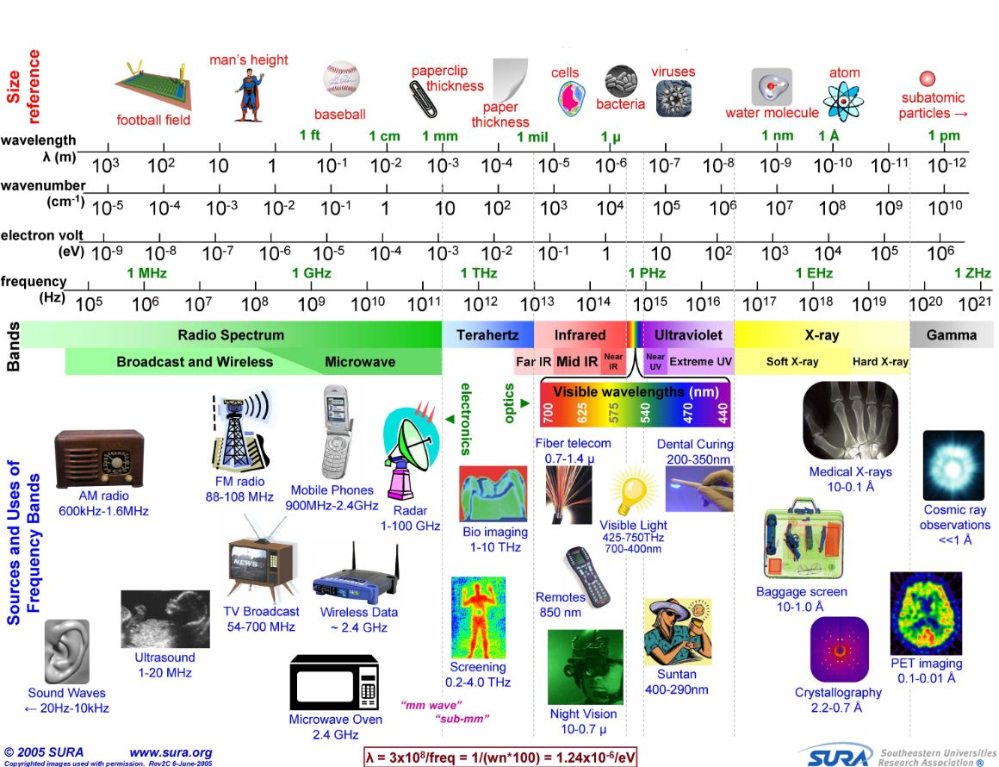 Size reference
football field
man's height
baseball
paperclip thickness
paper thickness
cells
bacteria
viruses
water molecule
atom
subatomic particles →
1 ft 1 cm 1 mm 1 mil 1 µ 1 nm 1 Å 1 pm
wavelength λ (m)
10³ 10² 10 1 10⁻¹ 10⁻² 10⁻³ 10⁻⁴ 10⁻⁵ 10⁻⁶ 10⁻⁷ 10⁻⁸ 10⁻⁹ 10⁻¹⁰ 10⁻¹¹ 10⁻¹²
wavenumber (cm⁻¹)
10⁻⁵ 10⁻⁴ 10⁻³ 10⁻² 10⁻¹ 1 10 10² 10³ 10⁴ 10⁵ 10⁶ 10⁷ 10⁸ 10⁹ 10¹⁰
electron volt (eV)
10⁻⁹ 10⁻⁸ 10⁻⁷ 10⁻⁶ 10⁻⁵ 10⁻⁴ 10⁻³ 10⁻² 10⁻¹ 1 10 10² 10³ 10⁴ 10⁵ 10⁶
1 MHz 1 GHz 1 THz 1 PHz 1 EHz 1 ZHz
frequency (Hz)
10⁵ 10⁶ 10⁷ 10⁸ 10⁹ 10¹⁰ 10¹¹ 10¹² 10¹³ 10¹⁴ 10¹⁵ 10¹⁶ 10¹⁷ 10¹⁸ 10¹⁹ 10²⁰ 10²¹
Bands
Radio Spectrum Terahertz Infrared Ultraviolet X-ray Gamma
Broadcast and Wireless Microwave Far IR Mid IR Near IR Near UV Extreme UV Soft X-ray Hard X-ray
electronics
optics
Visible wavelengths (nm)
700 625 575 540 470 440
Sources and Uses of Frequency Bands
AM radio
600kHz-1.6MHz
FM radio
88-108 MHz
Mobile Phones
900MHz-2.4GHz
Radar
1-100 GHz
Bio imaging
1-10 THz
Fiber telecom
0.7-1.4 µ
Visible Light
425-750THz
700-400nm
Dental Curing
200-350nm
Medical X-rays
10-0.1 Å
Cosmic ray
observations
<<1 Å
NEWS
TV Broadcast
54-700 MHz
Wireless Data
~ 2.4 GHz
Remotes
850 nm
Baggage screen
10-1.0 Å
Sound Waves
← 20Hz-10kHz
Ultrasound
1-20 MHz
Microwave Oven
2.4 GHz
"mm wave"
"sub-mm"
Screening
0.2-4.0 THz
Night Vision
10-0.7 µ
Suntan
400-290nm
Crystallography
2.2-0.7 Å
PET imaging
0.1-0.01 Å
© 2005 SURA www.sura.org
Copyrighted images used with permission. Rev2C 6-June-2005
λ = 3x10⁸/freq = 1/(wn*100) = 1.24x10⁻⁶/eV
SURA
Southeastern Universities
Research Association ®